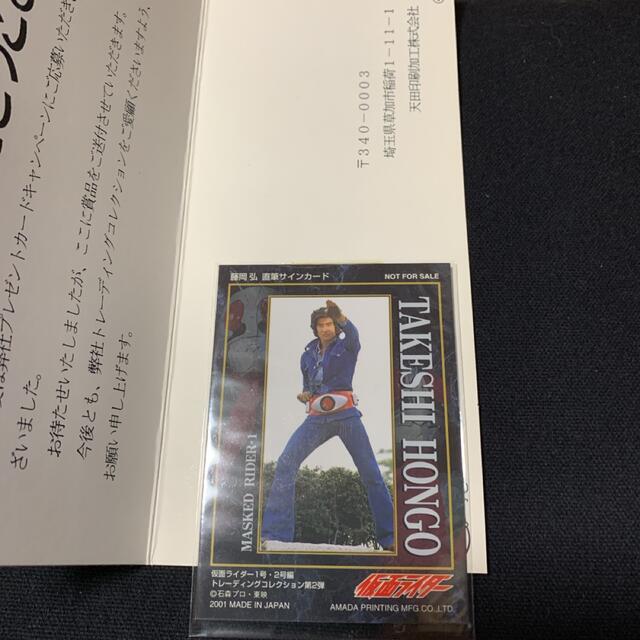 は弊社プレゼントカードキャンペーンにご応募いただき
ざいました。
お待たせいたしましたが、ここに賞品をご送付させていただきます。
今後とも、弊社トレーディングコレクションをご愛顧くださいますよう、
お願い申し上げます。
〒340-0003
埼玉県草加市稲荷1-11-1
天田印刷加工株式会社
藤岡 弘 直筆サインカード
NOT FOR SALE
TAKESHI HONGO
MASKED RIDER-1
仮面ライダー1号・2号編
トレーディングコレクション第2弾
©石森プロ・東映
2001 MADE IN JAPAN
仮面ライダー
AMADA PRINTING MFG CO.,LTD.